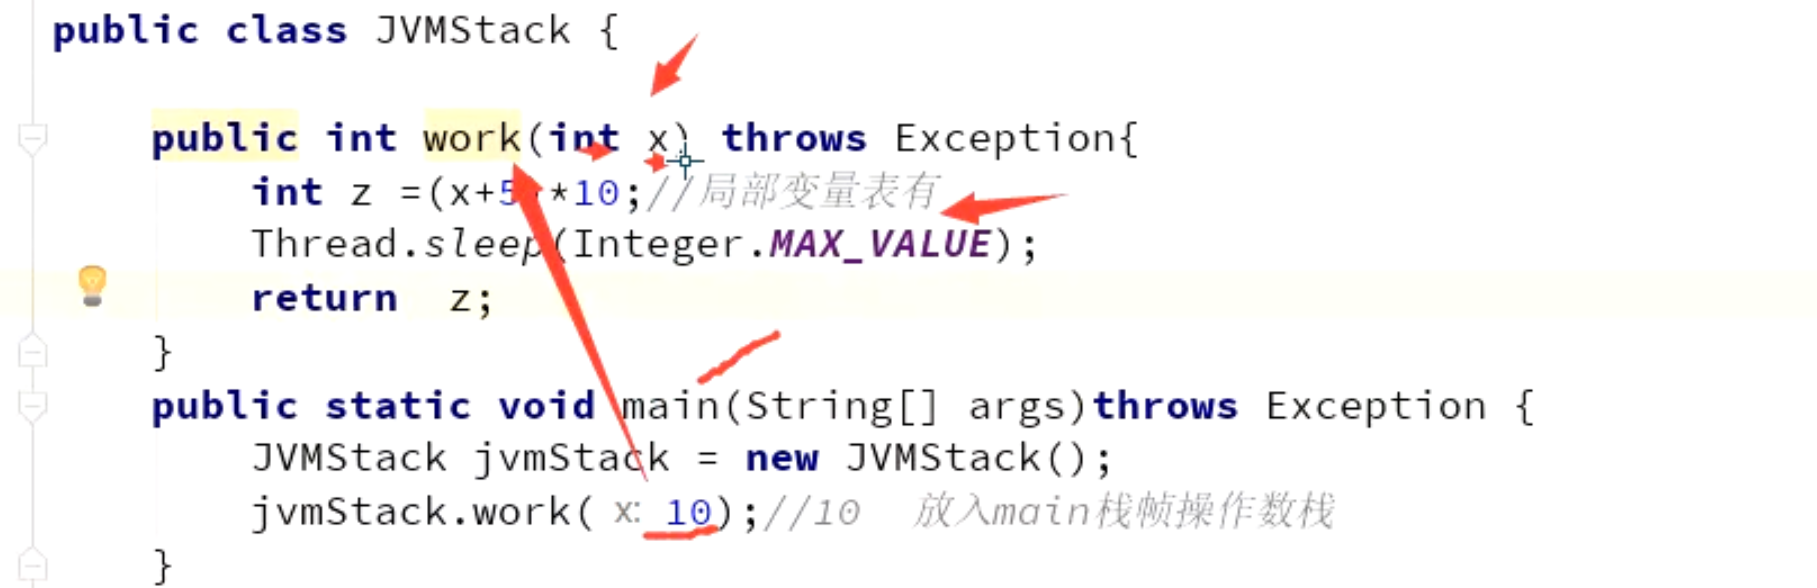 public class JVMStack {
public int work(int x) throws Exception{
int z =(x+5)*10;//局部变量表有
Thread.sleep(Integer.MAX_VALUE);
return z;
}
public static void main(String[] args)throws Exception {
JVMStack jvmStack = new JVMStack();
jvmStack.work( x: 10);//10 放入main栈帧操作数栈
}